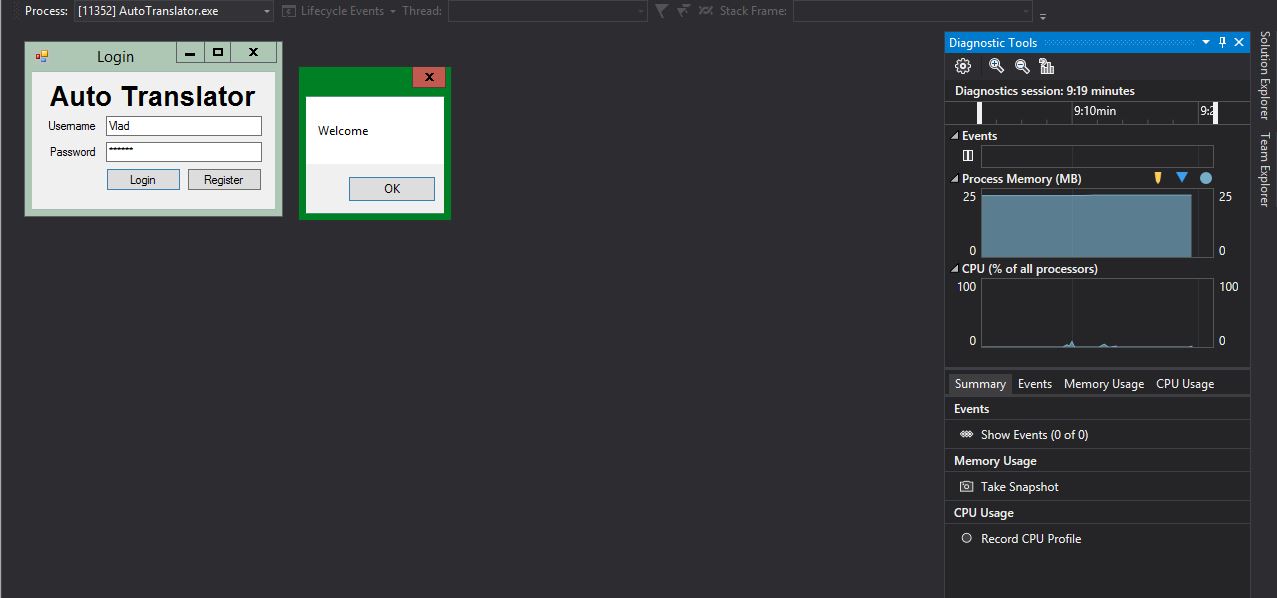 Process: [11352] AutoTranslator.exe Lifecycle Events Thread: Stack Frame:
Login
Auto Translator
Username Vlad
Password ******
Login Register
Welcome
OK
Diagnostic Tools
Diagnostics session: 9:19 minutes
9:10min
Events
Process Memory (MB)
25 25
0 0
CPU (% of all processors)
100 100
0 0
Summary Events Memory Usage CPU Usage
Events
Show Events (0 of 0)
Memory Usage
Take Snapshot
CPU Usage
Record CPU Profile
Solution Explorer
Team Explorer